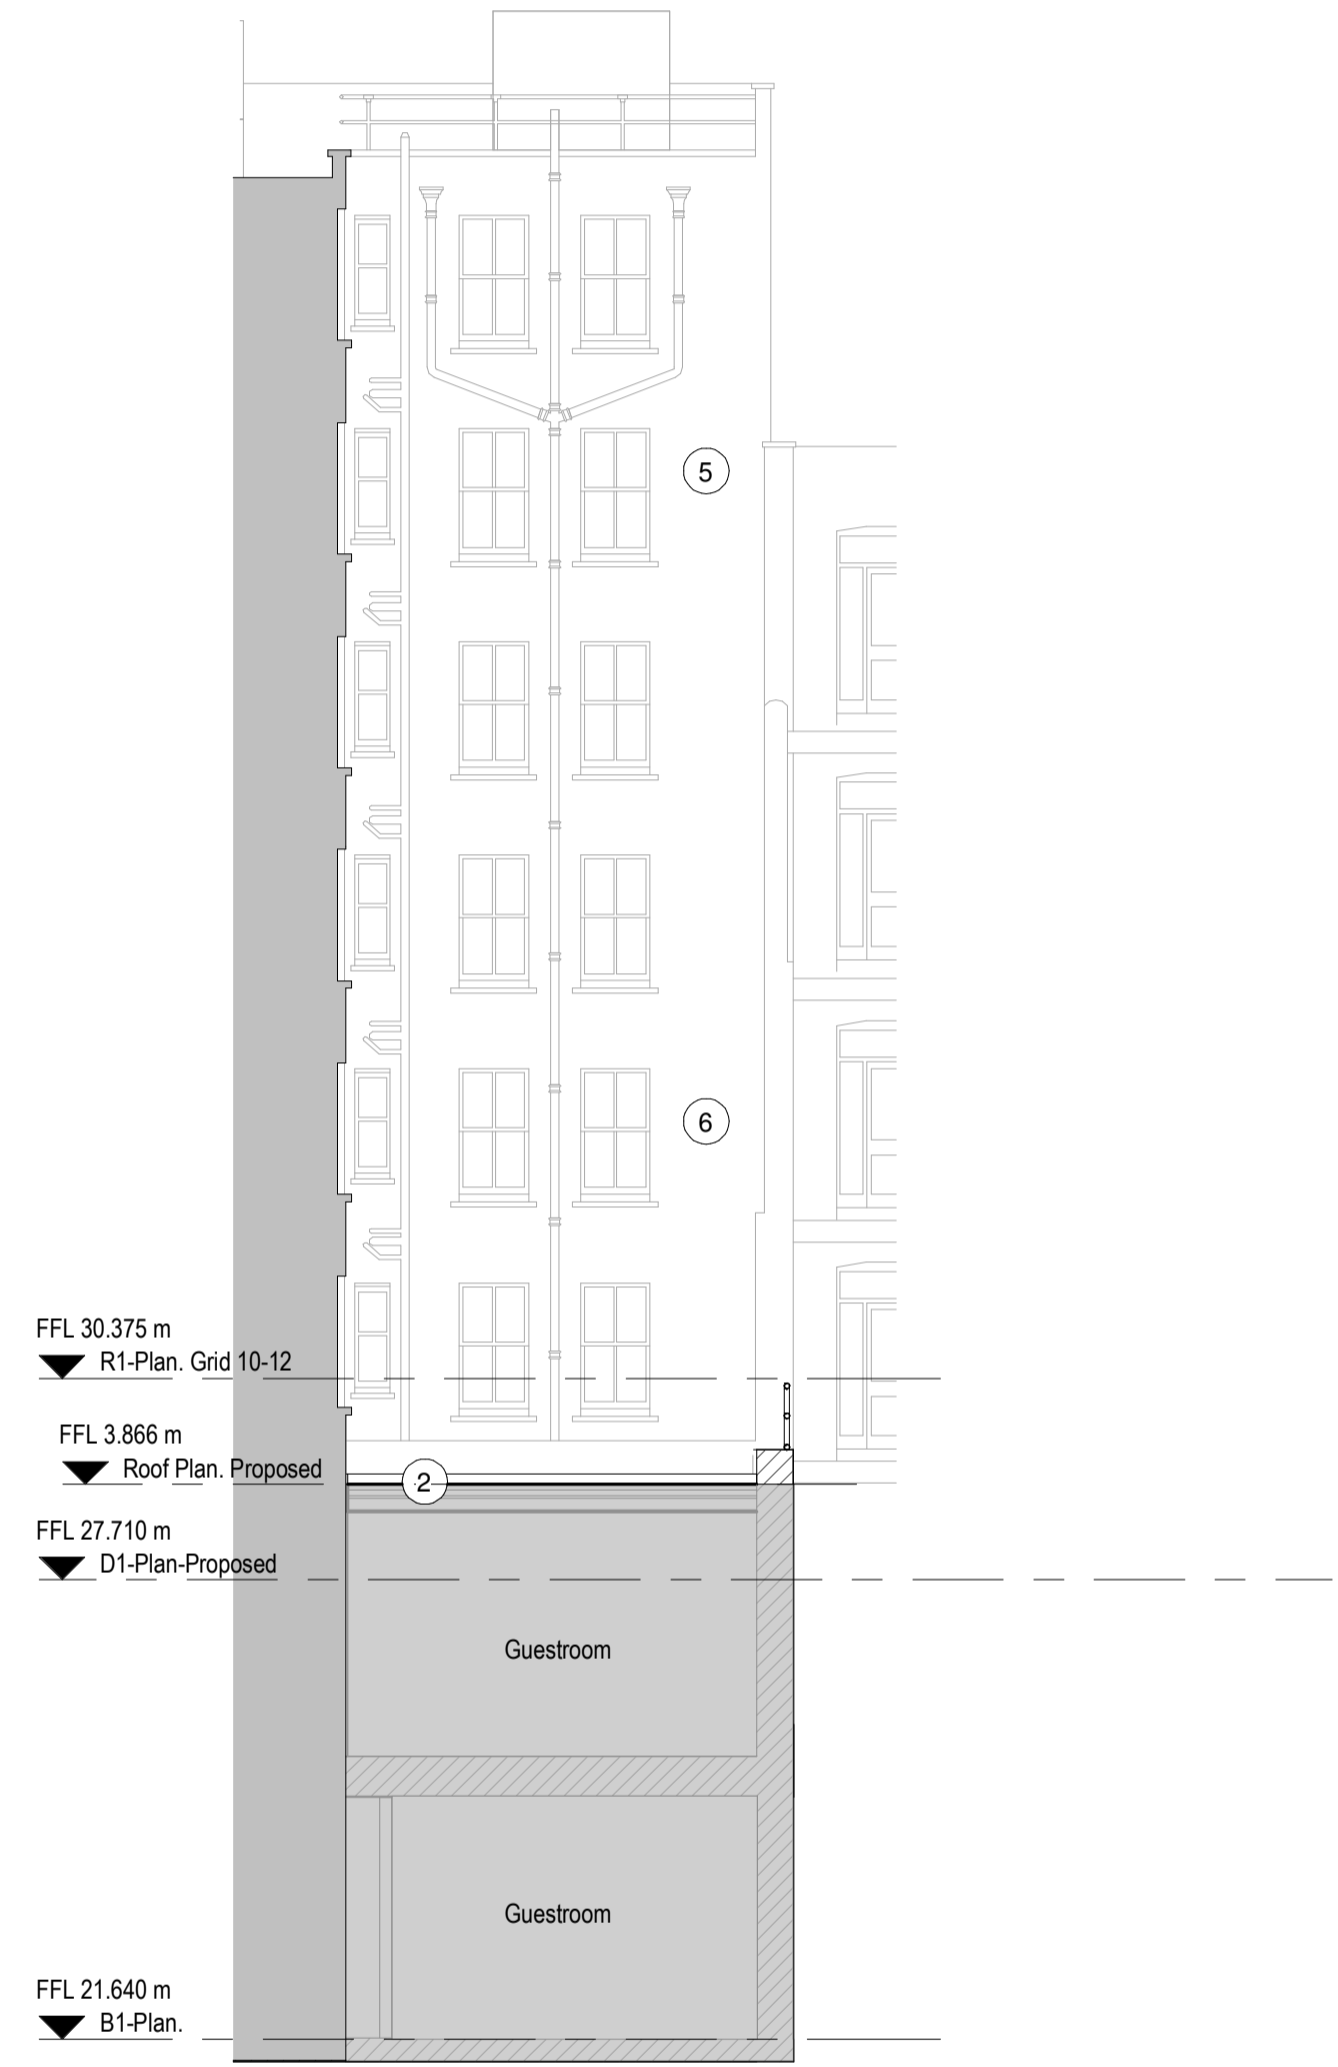 5
6
FFL 30.375 m
R1-Plan. Grid 10-12
FFL 3.866 m
Roof Plan. Proposed
2
FFL 27.710 m
D1-Plan-Proposed
Guestroom
Guestroom
FFL 21.640 m
B1-Plan.